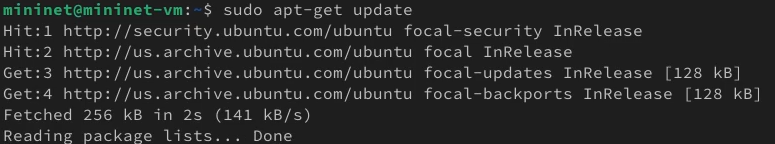 mininet@mininet-vm:~$ sudo apt-get update
Hit:1 http://security.ubuntu.com/ubuntu focal-security InRelease
Hit:2 http://us.archive.ubuntu.com/ubuntu focal InRelease
Get:3 http://us.archive.ubuntu.com/ubuntu focal-updates InRelease [128 kB]
Get:4 http://us.archive.ubuntu.com/ubuntu focal-backports InRelease [128 kB]
Fetched 256 kB in 2s (141 kB/s)
Reading package lists... Done